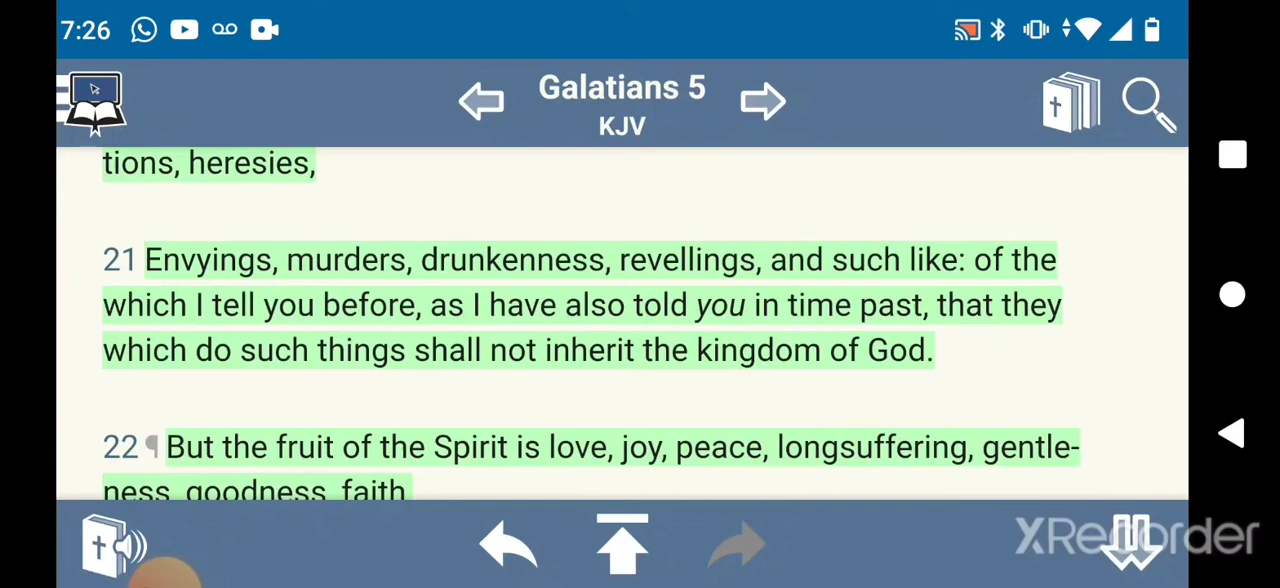 7:26
Galatians 5
KJV
tions, heresies,
21 Envyings, murders, drunkenness, revellings, and such like: of the
which I tell you before, as I have also told you in time past, that they
which do such things shall not inherit the kingdom of God.
22 ¶ But the fruit of the Spirit is love, joy, peace, longsuffering, gentle-
ness, goodness, faith
XRecorder